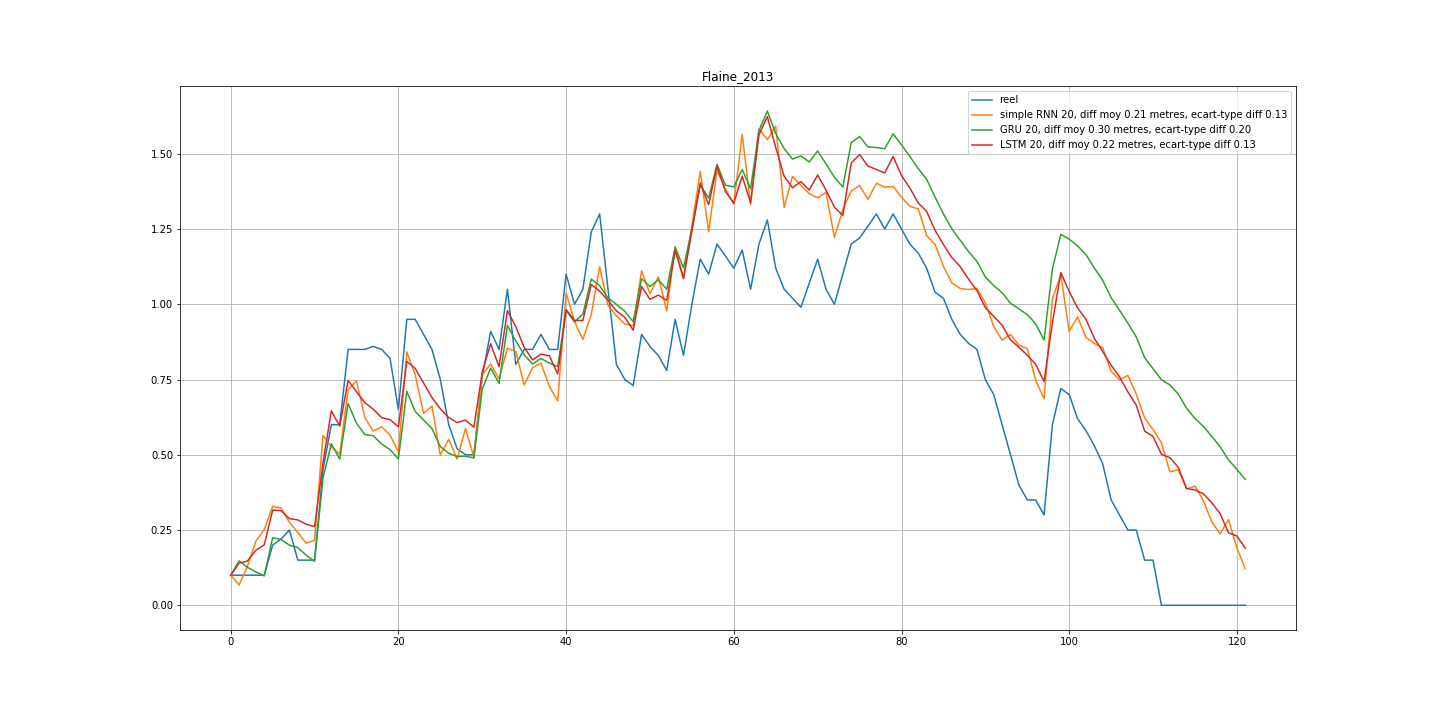 Flaine_2013
reel
simple RNN 20, diff moy 0.21 metres, ecart-type diff 0.13
GRU 20, diff moy 0.30 metres, ecart-type diff 0.20
LSTM 20, diff moy 0.22 metres, ecart-type diff 0.13
1.50
1.25
1.00
0.75
0.50
0.25
0.00
0 20 40 60 80 100 120